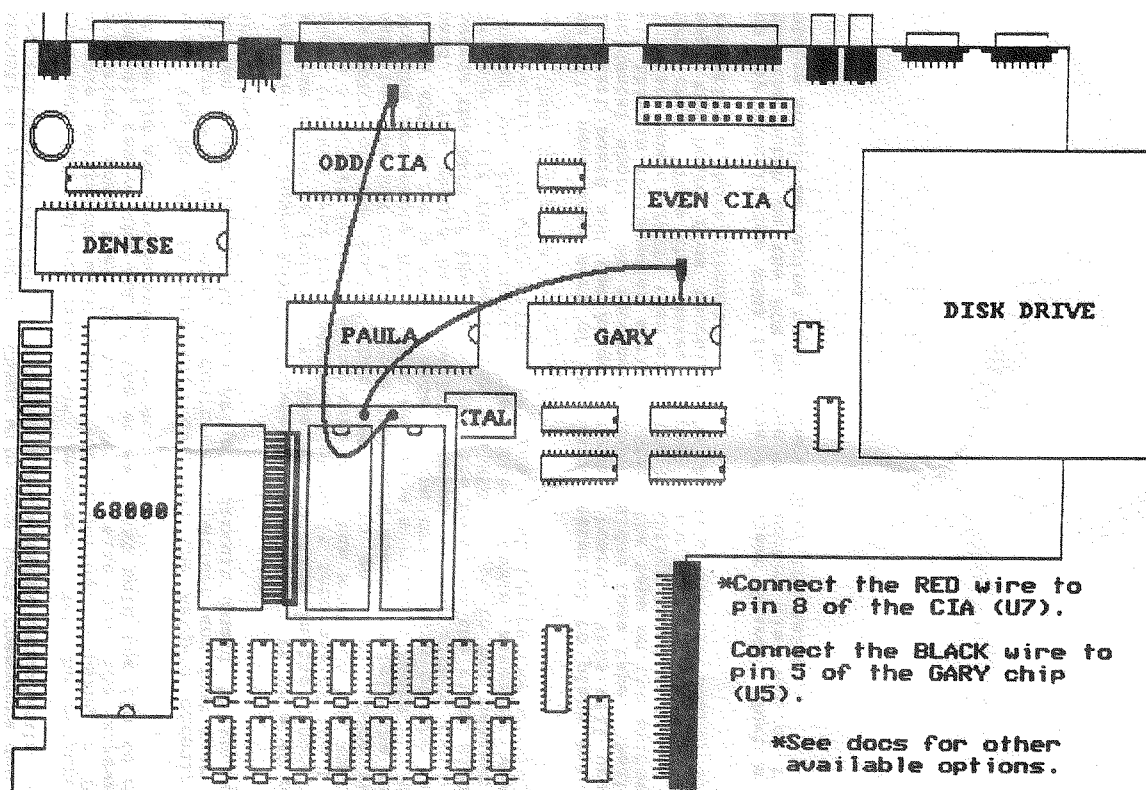 ODD CIA
EVEN CIA
DENISE
PAULA
GARY
DISK DRIVE
XTAL
68000
*Connect the RED wire to
pin 8 of the CIA (U7).
Connect the BLACK wire to
pin 5 of the GARY chip
(U5).
*See docs for other
available options.